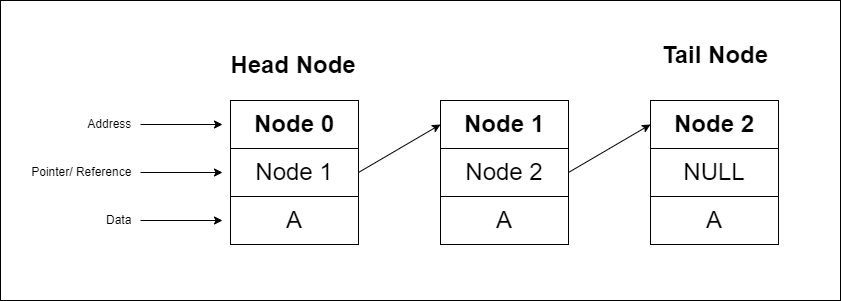 Head Node
Tail Node
Address
Node 0
Node 1
Node 2
Pointer/ Reference
Node 1
Node 2
NULL
Data
A
A
A